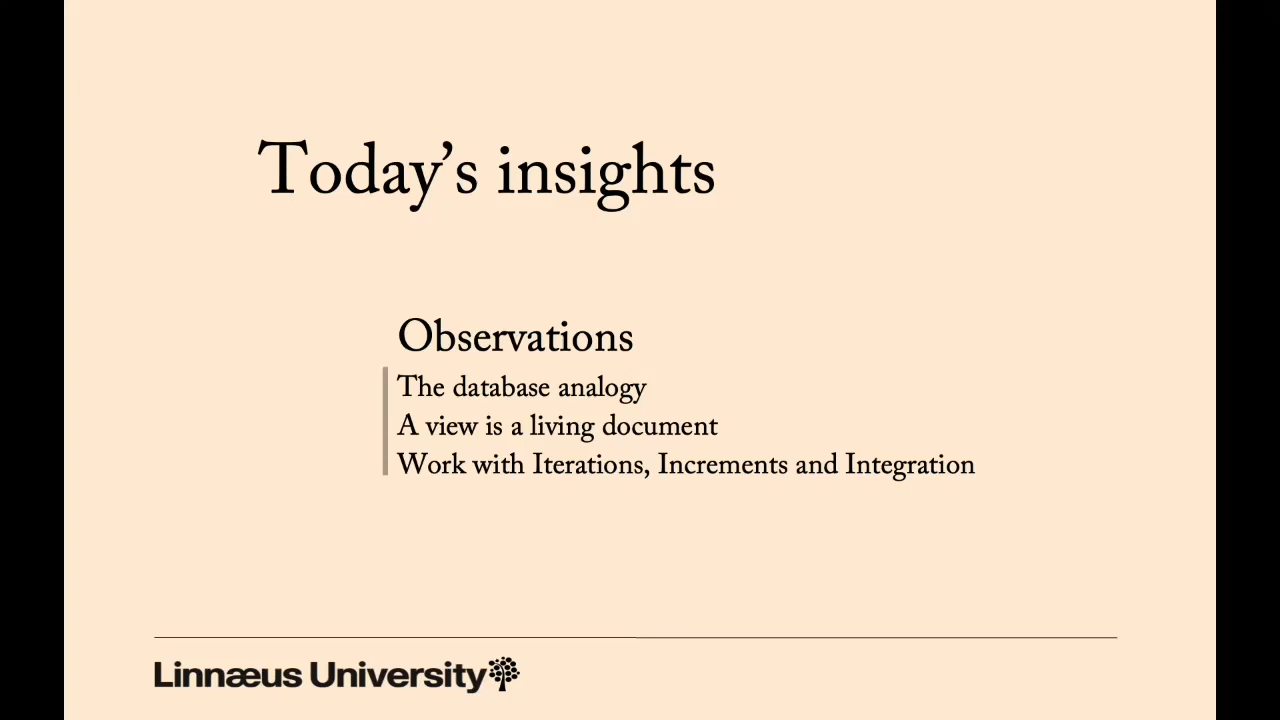 Today’s insights
Observations
The database analogy
A view is a living document
Work with Iterations, Increments and Integration
Linnæus University